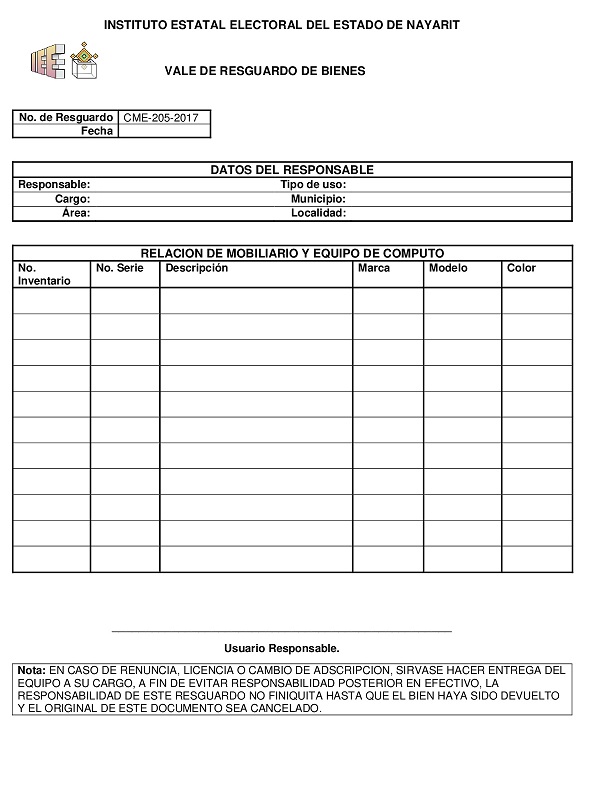 INSTITUTO ESTATAL ELECTORAL DEL ESTADO DE NAYARIT
IEE
VALE DE RESGUARDO DE BIENES
No. de Resguardo CME-205-2017
Fecha
DATOS DEL RESPONSABLE
Responsable: Tipo de uso:
Cargo: Municipio:
Área: Localidad:
RELACION DE MOBILIARIO Y EQUIPO DE COMPUTO
No. Inventario No. Serie Descripción Marca Modelo Color
Usuario Responsable.
Nota: EN CASO DE RENUNCIA, LICENCIA O CAMBIO DE ADSCRIPCION, SIRVASE HACER ENTREGA DEL
EQUIPO A SU CARGO, A FIN DE EVITAR RESPONSABILIDAD POSTERIOR EN EFECTIVO, LA
RESPONSABILIDAD DE ESTE RESGUARDO NO FINIQUITA HASTA QUE EL BIEN HAYA SIDO DEVUELTO
Y EL ORIGINAL DE ESTE DOCUMENTO SEA CANCELADO.